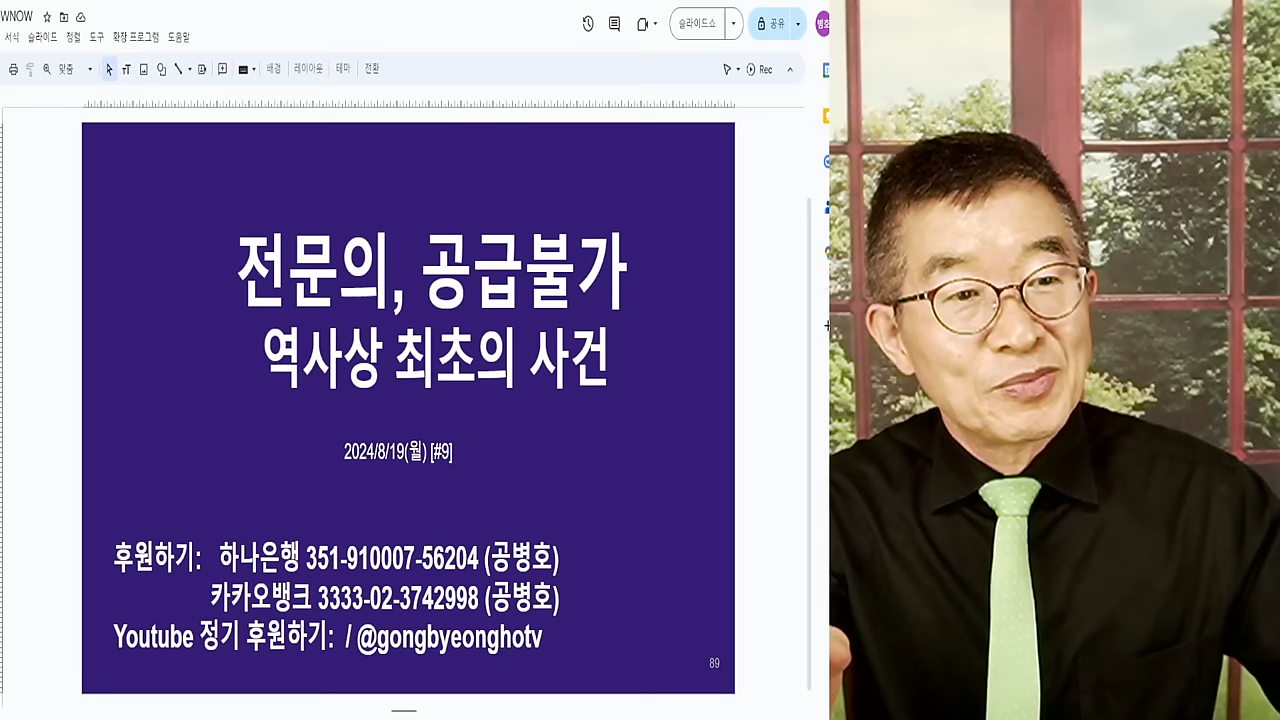 WNOW
서식 슬라이드 정렬 도구 확장 프로그램 도움말
슬라이드쇼
공유
병호
맞춤
배경 레이아웃 테마 전환
Rec
전문의, 공급불가
역사상 최초의 사건
2024/8/19(월) [#9]
후원하기: 하나은행 351-910007-56204 (공병호)
카카오뱅크 3333-02-3742998 (공병호)
Youtube 정기 후원하기: / @gongbyeonghotv
89